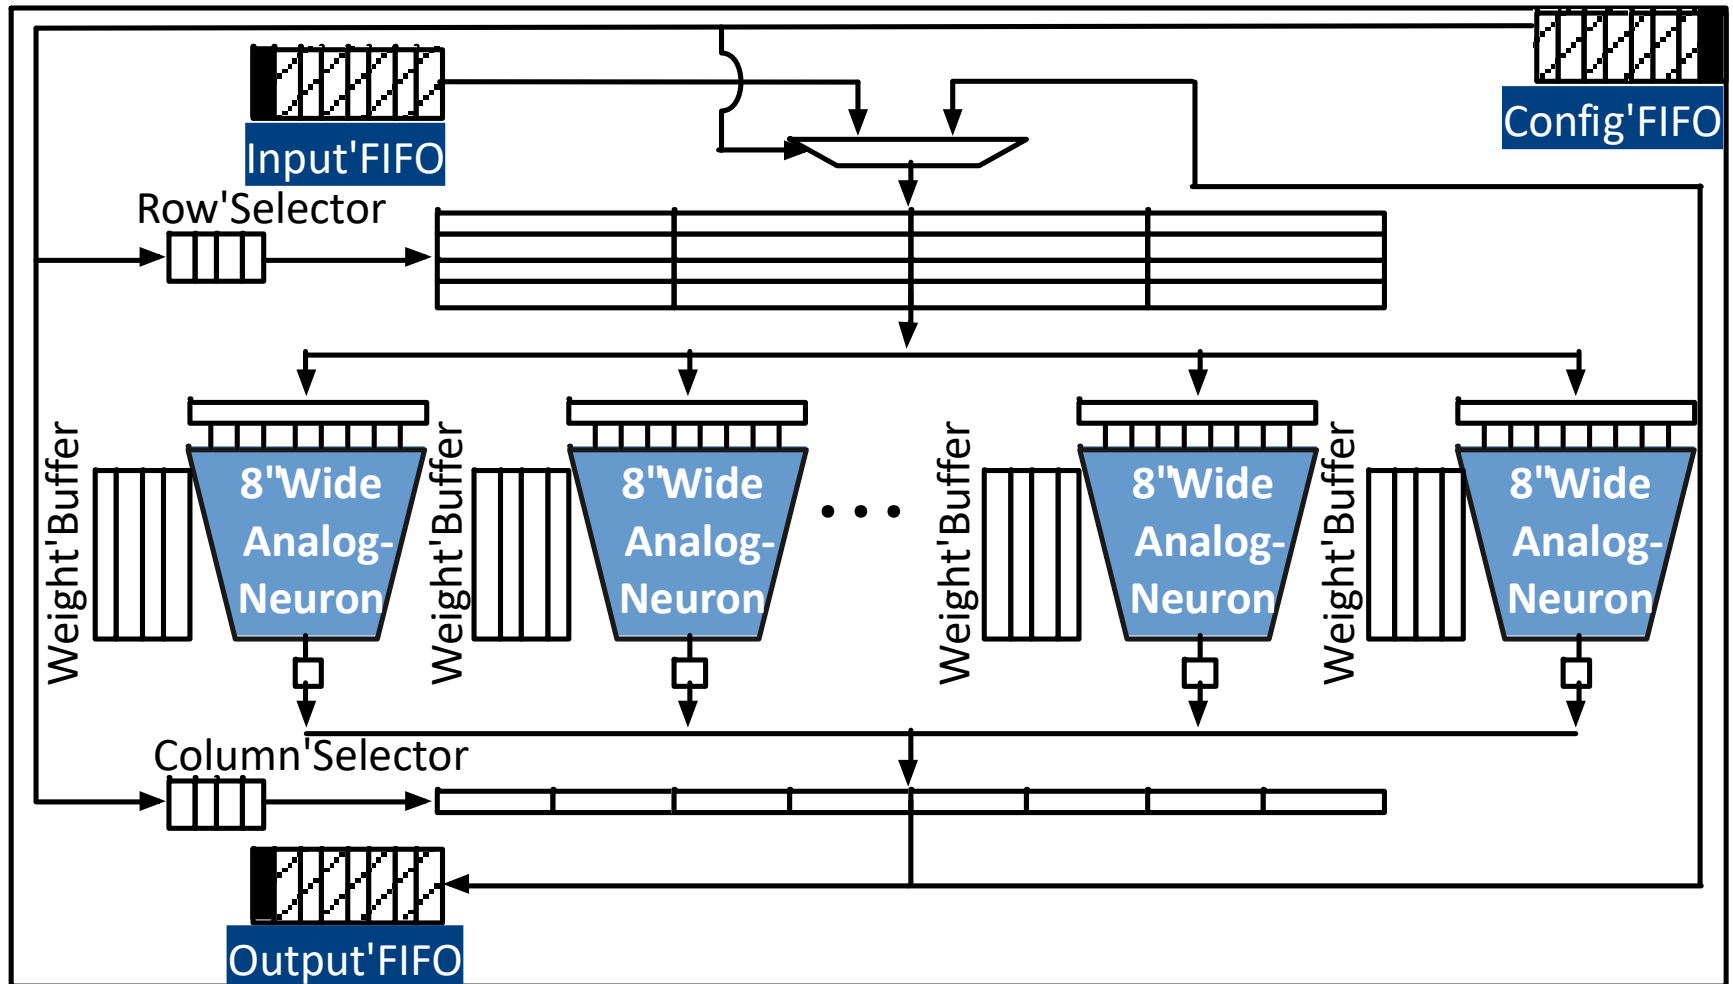 Config'FIFO
Input'FIFO
Row'Selector
Weight'Buffer
8"Wide
Analog-
Neuron
Weight'Buffer
8"Wide
Analog-
Neuron
Weight'Buffer
8"Wide
Analog-
Neuron
Weight'Buffer
8"Wide
Analog-
Neuron
Column'Selector
Output'FIFO